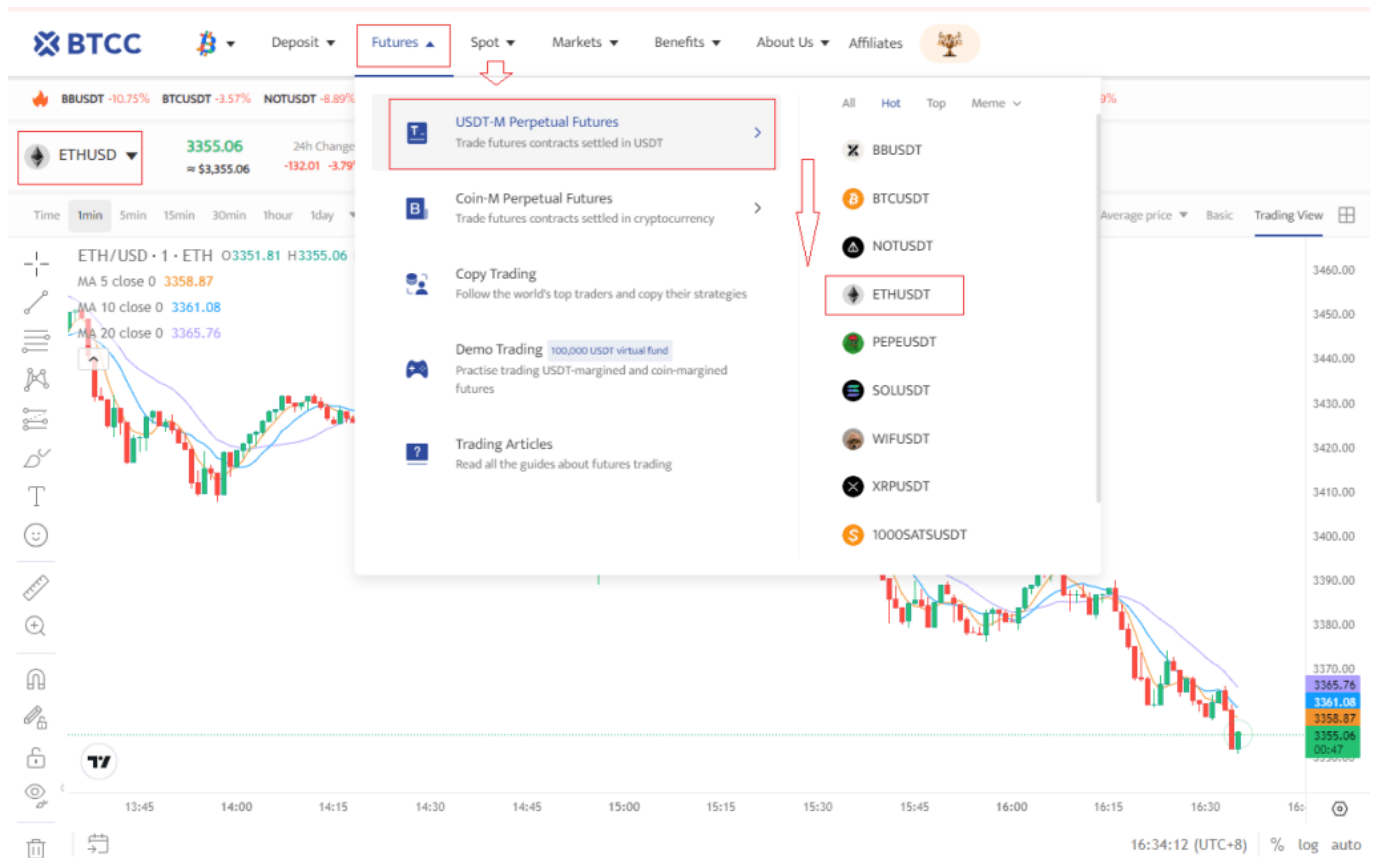 BTCC Deposit Futures Spot Markets Benefits About Us Affiliates
BBUSDT -10.75% BTCUSDT -3.57% NOTUSDT -8.89% 9%
ETHUSD 3355.06 24h Change
≈ $3,355.06 -132.01 -3.79%
Time 1min 5min 15min 30min 1hour 1day Average price Basic Trading View
USDT-M Perpetual Futures
Trade futures contracts settled in USDT
Coin-M Perpetual Futures
Trade futures contracts settled in cryptocurrency
Copy Trading
Follow the world's top traders and copy their strategies
Demo Trading 100,000 USDT virtual fund
Practise trading USDT-margined and coin-margined
futures
Trading Articles
Read all the guides about futures trading
All Hot Top Meme
BBUSDT
BTCUSDT
NOTUSDT
ETHUSDT
PEPEUSDT
SOLUSDT
WIFUSDT
XRPUSDT
1000SATSUSDT
ETH/USD · 1 · ETH O3351.81 H3355.06
MA 5 close 0 3358.87
MA 10 close 0 3361.08
MA 20 close 0 3365.76
3460.00
3450.00
3440.00
3430.00
3420.00
3410.00
3400.00
3390.00
3380.00
3370.00
3365.76
3361.08
3358.87
3355.06
00:47
13:45 14:00 14:15 14:30 14:45 15:00 15:15 15:30 15:45 16:00 16:15 16:30 16:
16:34:12 (UTC+8) % log auto